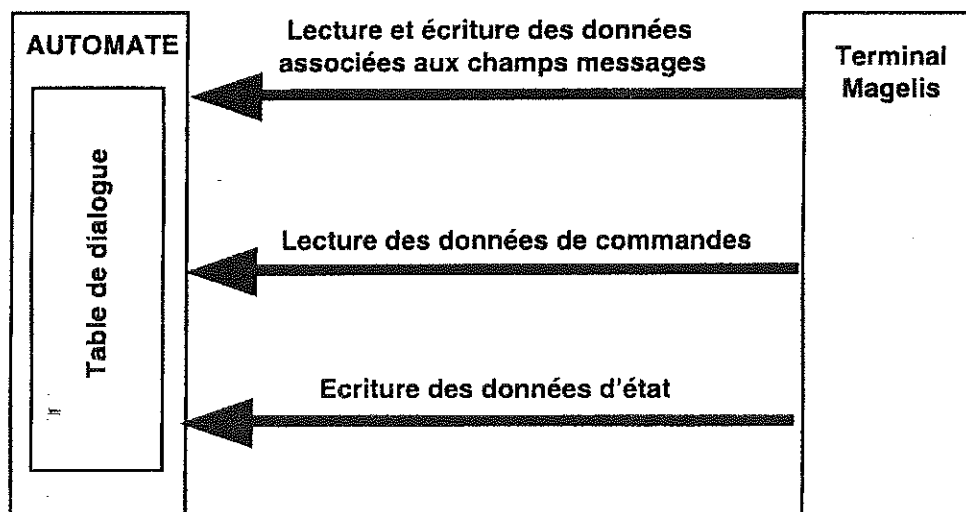 AUTOMATE
Table de dialogue
Lecture et écriture des données
associées aux champs messages
Lecture des données de commandes
Ecriture des données d'état
Terminal
Magelis